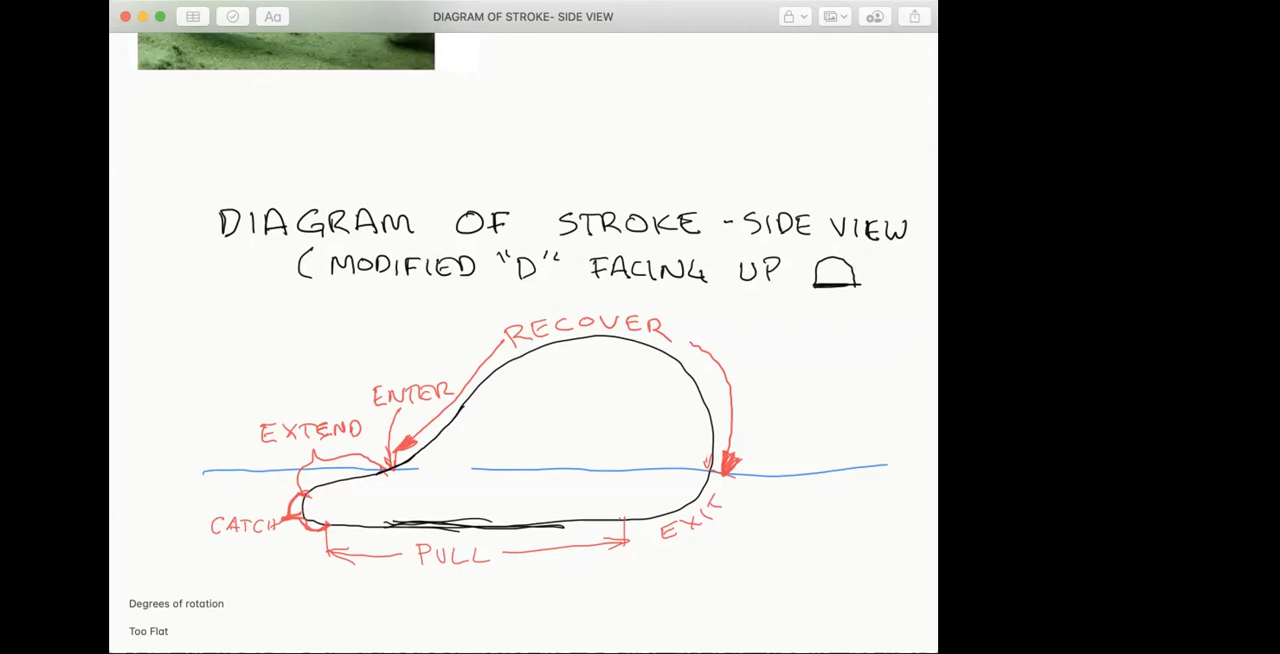 DIAGRAM OF STROKE- SIDE VIEW
Aa
DIAGRAM OF STROKE - SIDE VIEW
( MODIFIED "D" FACING UP
RECOVER
ENTER
EXTEND
CATCH
EXIT
PULL
Degrees of rotation
Too Flat